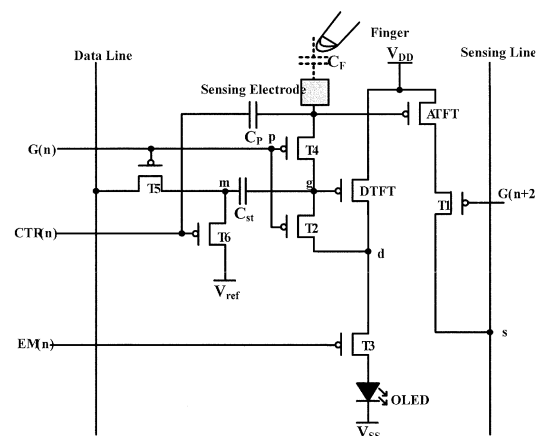 Finger
Data Line
C_F
V_DD
Sensing Line
Sensing Electrode
ATFT
C_P
p
G(n)
T4
T5
m
g
DTFT
G(n+2
T1
C_st
CTR(n)
T6
T2
d
V_ref
s
EM(n)
T3
OLED
V_SS